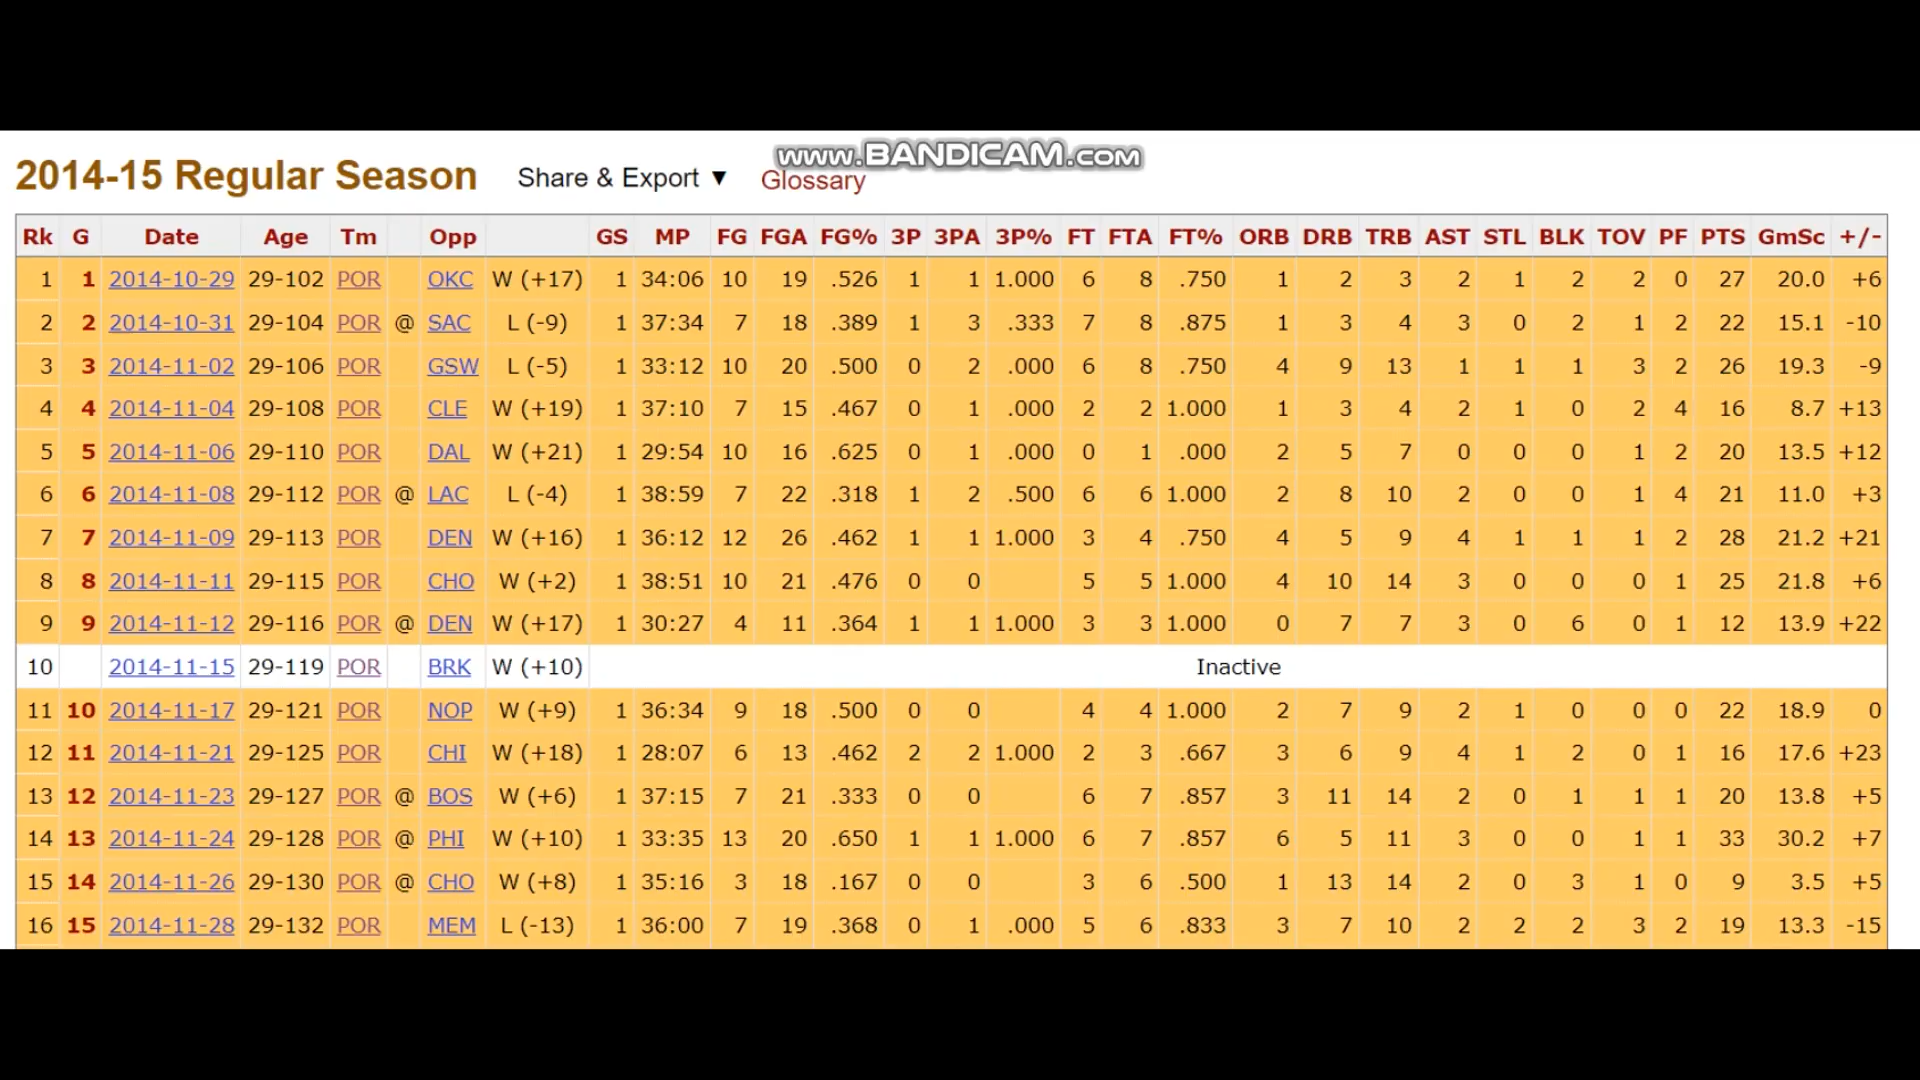 www.BANDICAM.com
2014-15 Regular Season Share & Export ▼ Glossary
Rk G Date Age Tm Opp GS MP FG FGA FG% 3P 3PA 3P% FT FTA FT% ORB DRB TRB AST STL BLK TOV PF PTS GmSc +/-
1 1 2014-10-29 29-102 POR OKC W (+17) 1 34:06 10 19 .526 1 1 1.000 6 8 .750 1 2 3 2 1 2 2 0 27 20.0 +6
2 2 2014-10-31 29-104 POR @ SAC L (-9) 1 37:34 7 18 .389 1 3 .333 7 8 .875 1 3 4 3 0 2 1 2 22 15.1 -10
3 3 2014-11-02 29-106 POR GSW L (-5) 1 33:12 10 20 .500 0 2 .000 6 8 .750 4 9 13 1 1 1 3 2 26 19.3 -9
4 4 2014-11-04 29-108 POR CLE W (+19) 1 37:10 7 15 .467 0 1 .000 2 2 1.000 1 3 4 2 1 0 2 4 16 8.7 +13
5 5 2014-11-06 29-110 POR DAL W (+21) 1 29:54 10 16 .625 0 1 .000 0 1 .000 2 5 7 0 0 0 1 2 20 13.5 +12
6 6 2014-11-08 29-112 POR @ LAC L (-4) 1 38:59 7 22 .318 1 2 .500 6 6 1.000 2 8 10 2 0 0 1 4 21 11.0 +3
7 7 2014-11-09 29-113 POR DEN W (+16) 1 36:12 12 26 .462 1 1 1.000 3 4 .750 4 5 9 4 1 1 1 2 28 21.2 +21
8 8 2014-11-11 29-115 POR CHO W (+2) 1 38:51 10 21 .476 0 0 5 5 1.000 4 10 14 3 0 0 0 1 25 21.8 +6
9 9 2014-11-12 29-116 POR @ DEN W (+17) 1 30:27 4 11 .364 1 1 1.000 3 3 1.000 0 7 7 3 0 6 0 1 12 13.9 +22
10 2014-11-15 29-119 POR BRK W (+10) Inactive
11 10 2014-11-17 29-121 POR NOP W (+9) 1 36:34 9 18 .500 0 0 4 4 1.000 2 7 9 2 1 0 0 0 22 18.9 0
12 11 2014-11-21 29-125 POR CHI W (+18) 1 28:07 6 13 .462 2 2 1.000 2 3 .667 3 6 9 4 1 2 0 1 16 17.6 +23
13 12 2014-11-23 29-127 POR @ BOS W (+6) 1 37:15 7 21 .333 0 0 6 7 .857 3 11 14 2 0 1 1 1 20 13.8 +5
14 13 2014-11-24 29-128 POR @ PHI W (+10) 1 33:35 13 20 .650 1 1 1.000 6 7 .857 6 5 11 3 0 0 1 1 33 30.2 +7
15 14 2014-11-26 29-130 POR @ CHO W (+8) 1 35:16 3 18 .167 0 0 3 6 .500 1 13 14 2 0 3 1 0 9 3.5 +5
16 15 2014-11-28 29-132 POR MEM L (-13) 1 36:00 7 19 .368 0 1 .000 5 6 .833 3 7 10 2 2 2 3 2 19 13.3 -15